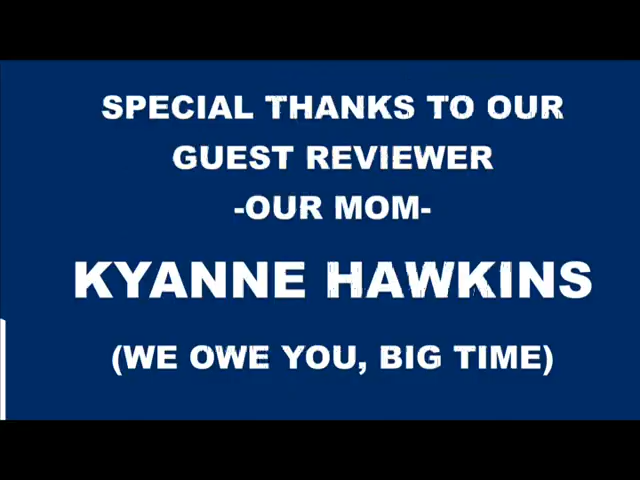 SPECIAL THANKS TO OUR
GUEST REVIEWER
-OUR MOM-
KYANNE HAWKINS
(WE OWE YOU, BIG TIME)